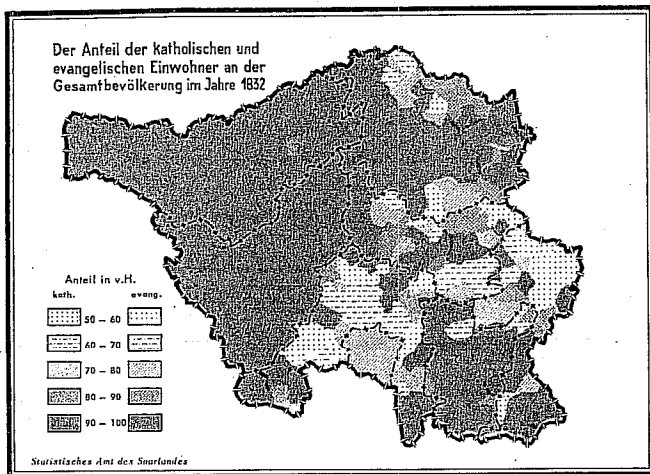 Der Anteil der katholischen und
evangelischen Einwohner an der
Gesamtbevölkerung im Jahre 1832
Anteil in v.H.
kath. evang.
50 – 60
60 – 70
70 – 80
80 – 90
90 – 100
Statistisches Amt des Saarlandes